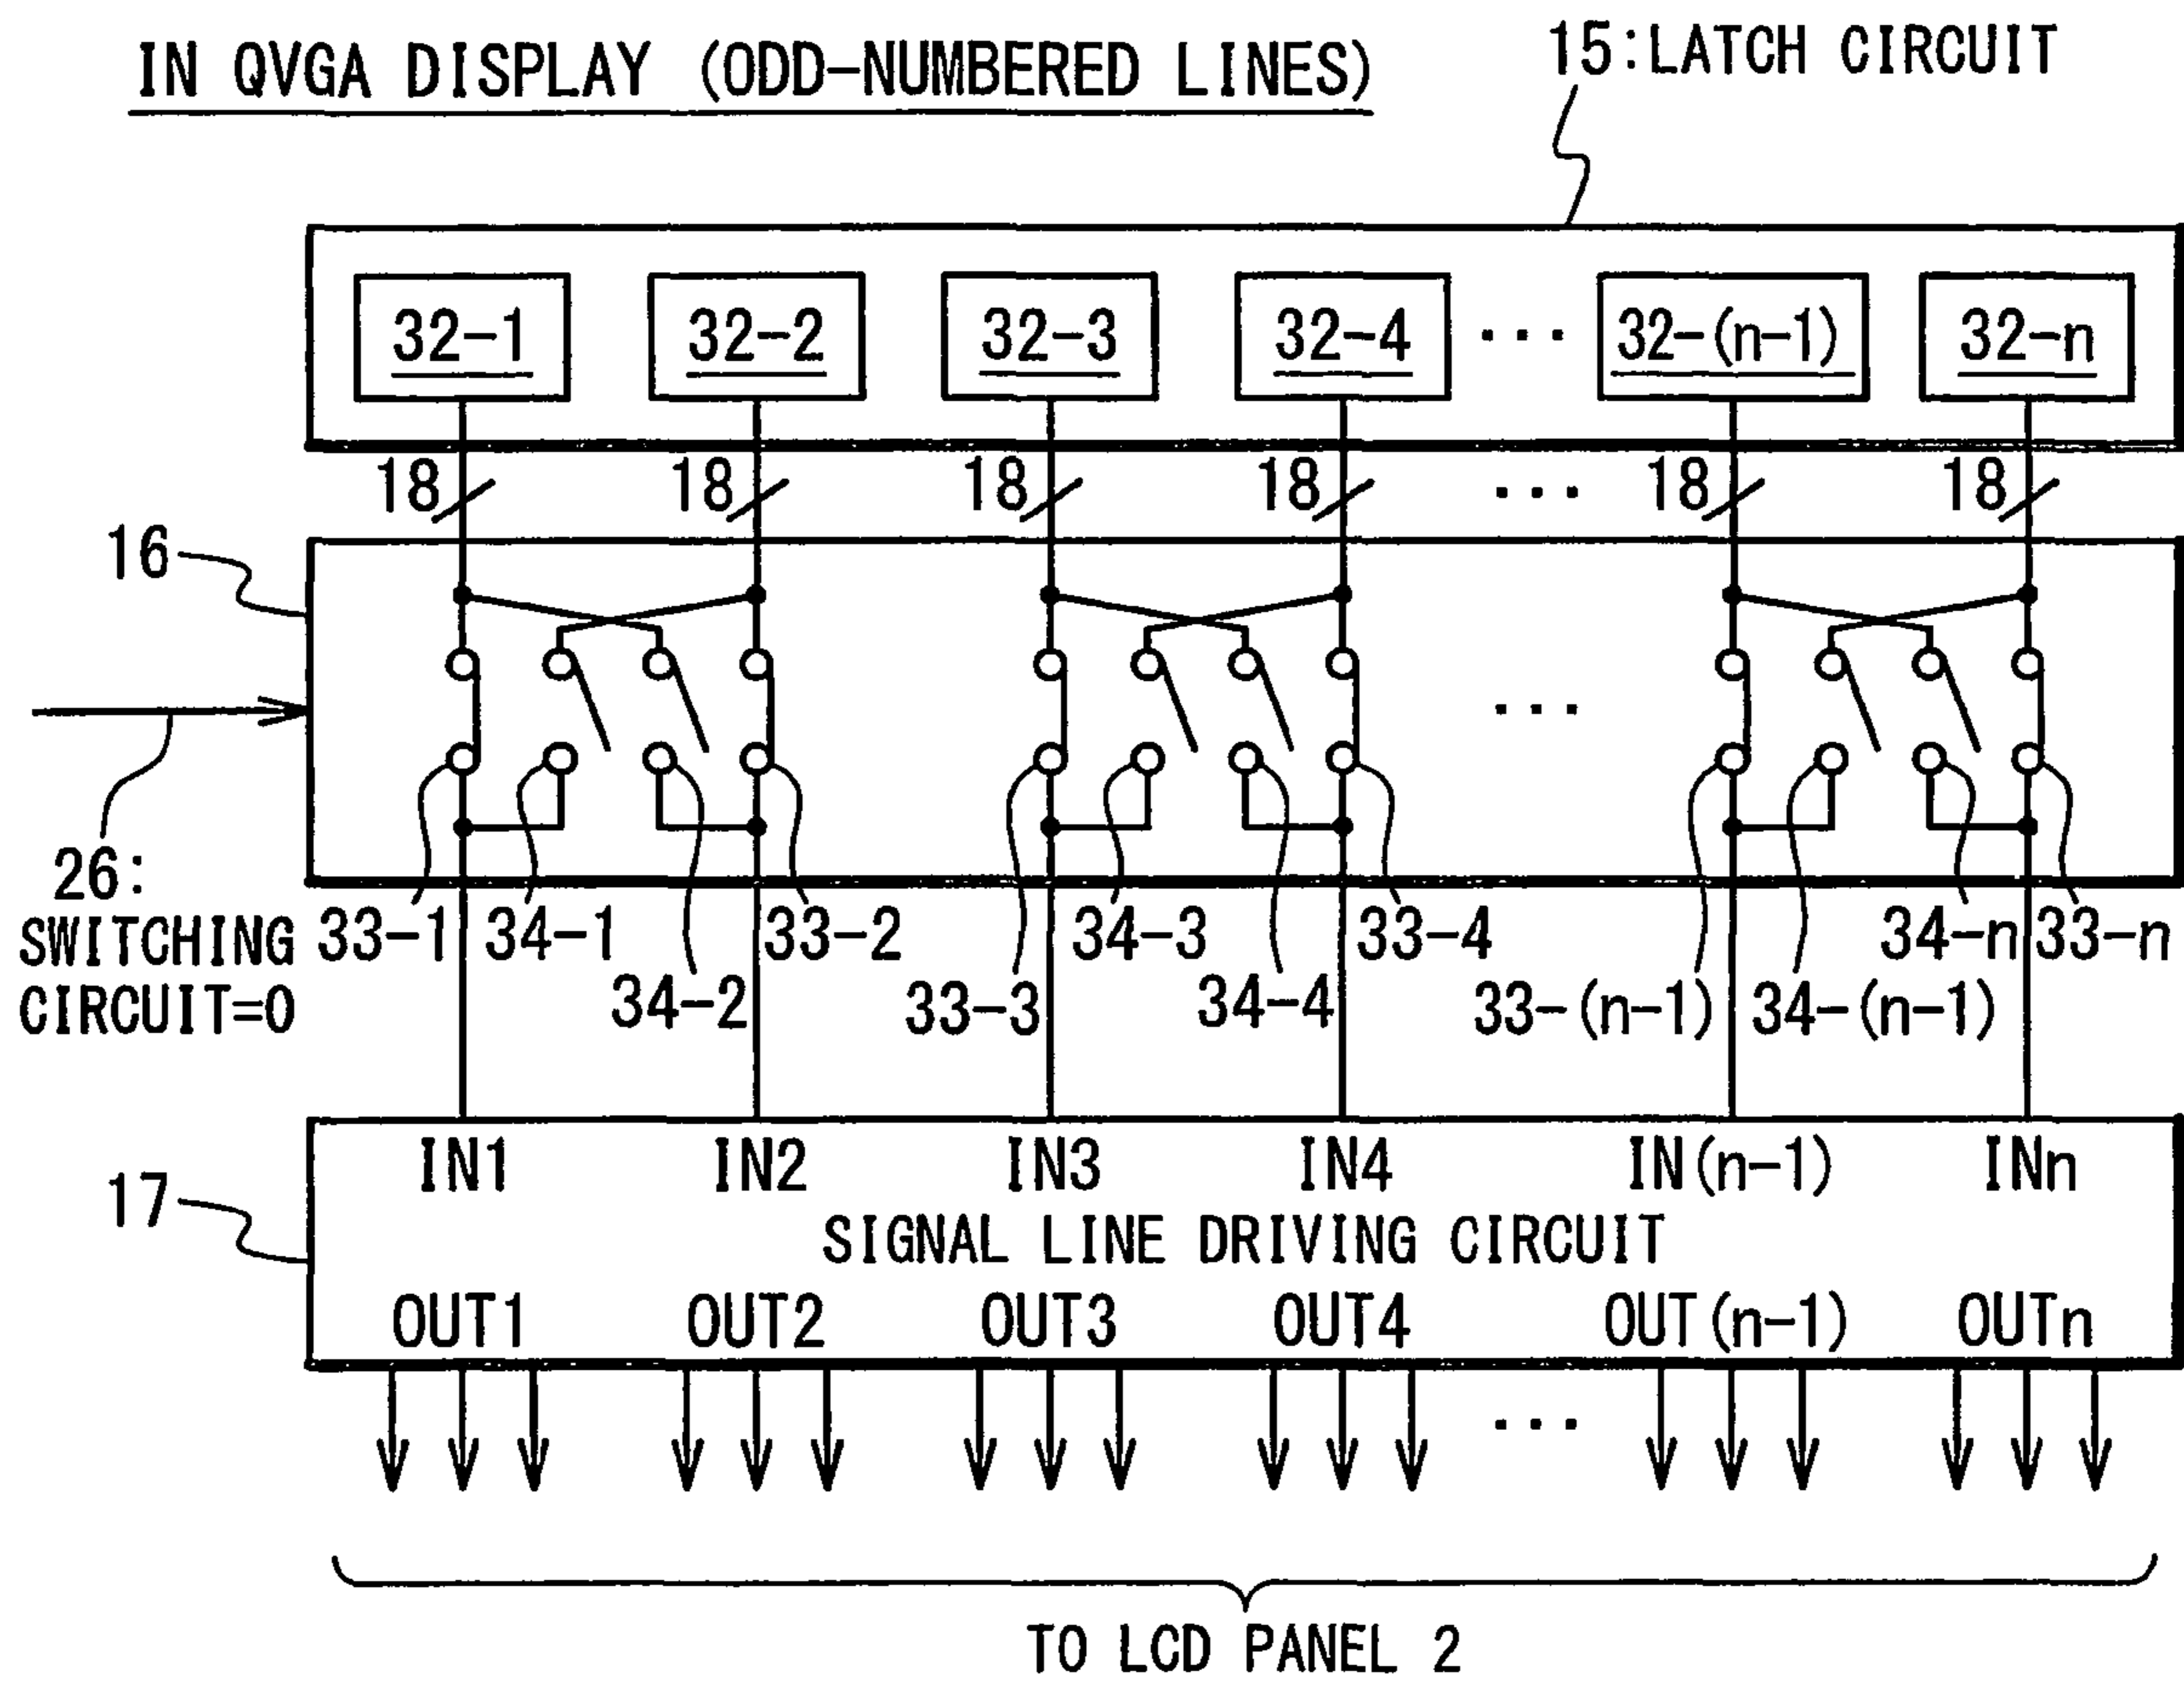 IN QVGA DISPLAY (ODD-NUMBERED LINES)
15:LATCH CIRCUIT
32-1 32-2 32-3 32-4 ... 32-(n-1) 32-n
18 18 18 18 ... 18 18
16
...
26:
SWITCHING
CIRCUIT=0
33-1 34-1 33-2 34-3 33-4 34-n 33-n
34-2 33-3 34-4 33-(n-1) 34-(n-1)
IN1 IN2 IN3 IN4 IN(n-1) INn
17
SIGNAL LINE DRIVING CIRCUIT
OUT1 OUT2 OUT3 OUT4 OUT(n-1) OUTn
...
TO LCD PANEL 2